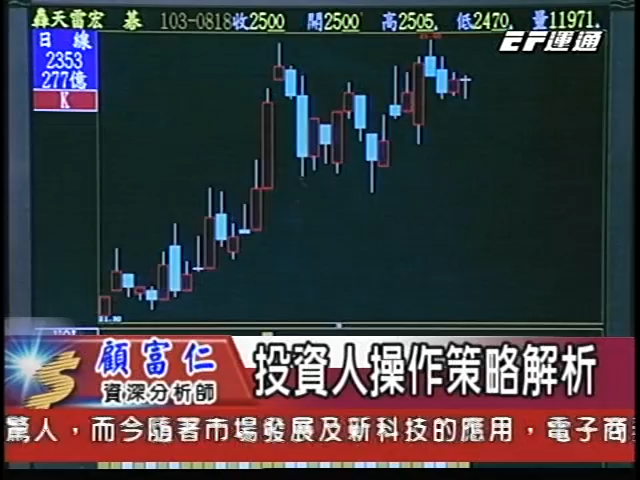 轟天雷宏 碁 103-0818收2500 開2500 高2505. 低2470. 量11971.
EF運通
日 線
2353
277億
K
顧富仁
資深分析師
投資人操作策略解析
驚人，而今隨著市場發展及新科技的應用，電子商